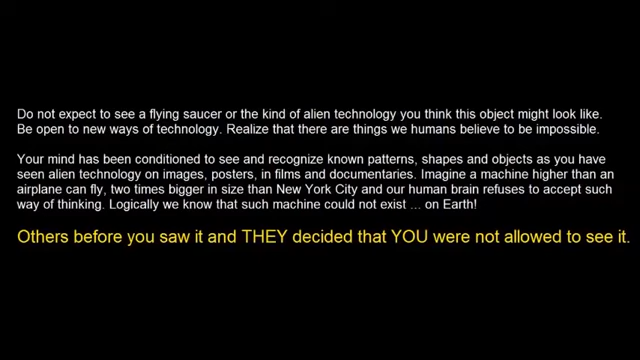 Do not expect to see a flying saucer or the kind of alien technology you think this object might look like.
Be open to new ways of technology. Realize that there are things we humans believe to be impossible.
Your mind has been conditioned to see and recognize known patterns, shapes and objects as you have
seen alien technology on images, posters, in films and documentaries. Imagine a machine higher than an
airplane can fly, two times bigger in size than New York City and our human brain refuses to accept such
way of thinking. Logically we know that such machine could not exist ... on Earth!
Others before you saw it and THEY decided that YOU were not allowed to see it.